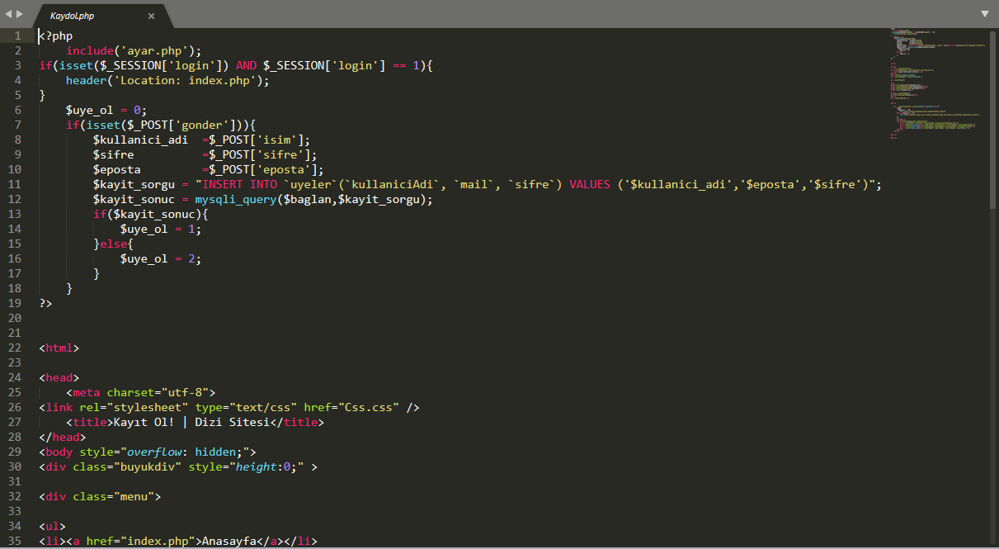 Kaydol.php
1 <?php
2     include('ayar.php');
3 if(isset($_SESSION['login']) AND $_SESSION['login'] == 1){
4     header('Location: index.php');
5 }
6     $uye_ol = 0;
7     if(isset($_POST['gonder'])){
8         $kullanici_adi  =$_POST['isim'];
9         $sifre          =$_POST['sifre'];
10         $eposta         =$_POST['eposta'];
11         $kayit_sorgu = "INSERT INTO `uyeler`(`kullaniciAdi`, `mail`, `sifre`) VALUES ('$kullanici_adi','$eposta','$sifre')";
12         $kayit_sonuc = mysqli_query($baglan,$kayit_sorgu);
13         if($kayit_sonuc){
14             $uye_ol = 1;
15         }else{
16             $uye_ol = 2;
17         }
18     }
19 ?>
20
21
22 <html>
23
24 <head>
25     <meta charset="utf-8">
26 <link rel="stylesheet" type="text/css" href="Css.css" />
27     <title>Kayıt Ol! | Dizi Sitesi</title>
28 </head>
29 <body style="overflow: hidden;">
30 <div class="buyukdiv" style="height:0;" >
31
32 <div class="menu">
33
34 <ul>
35 <li><a href="index.php">Anasayfa</a></li>